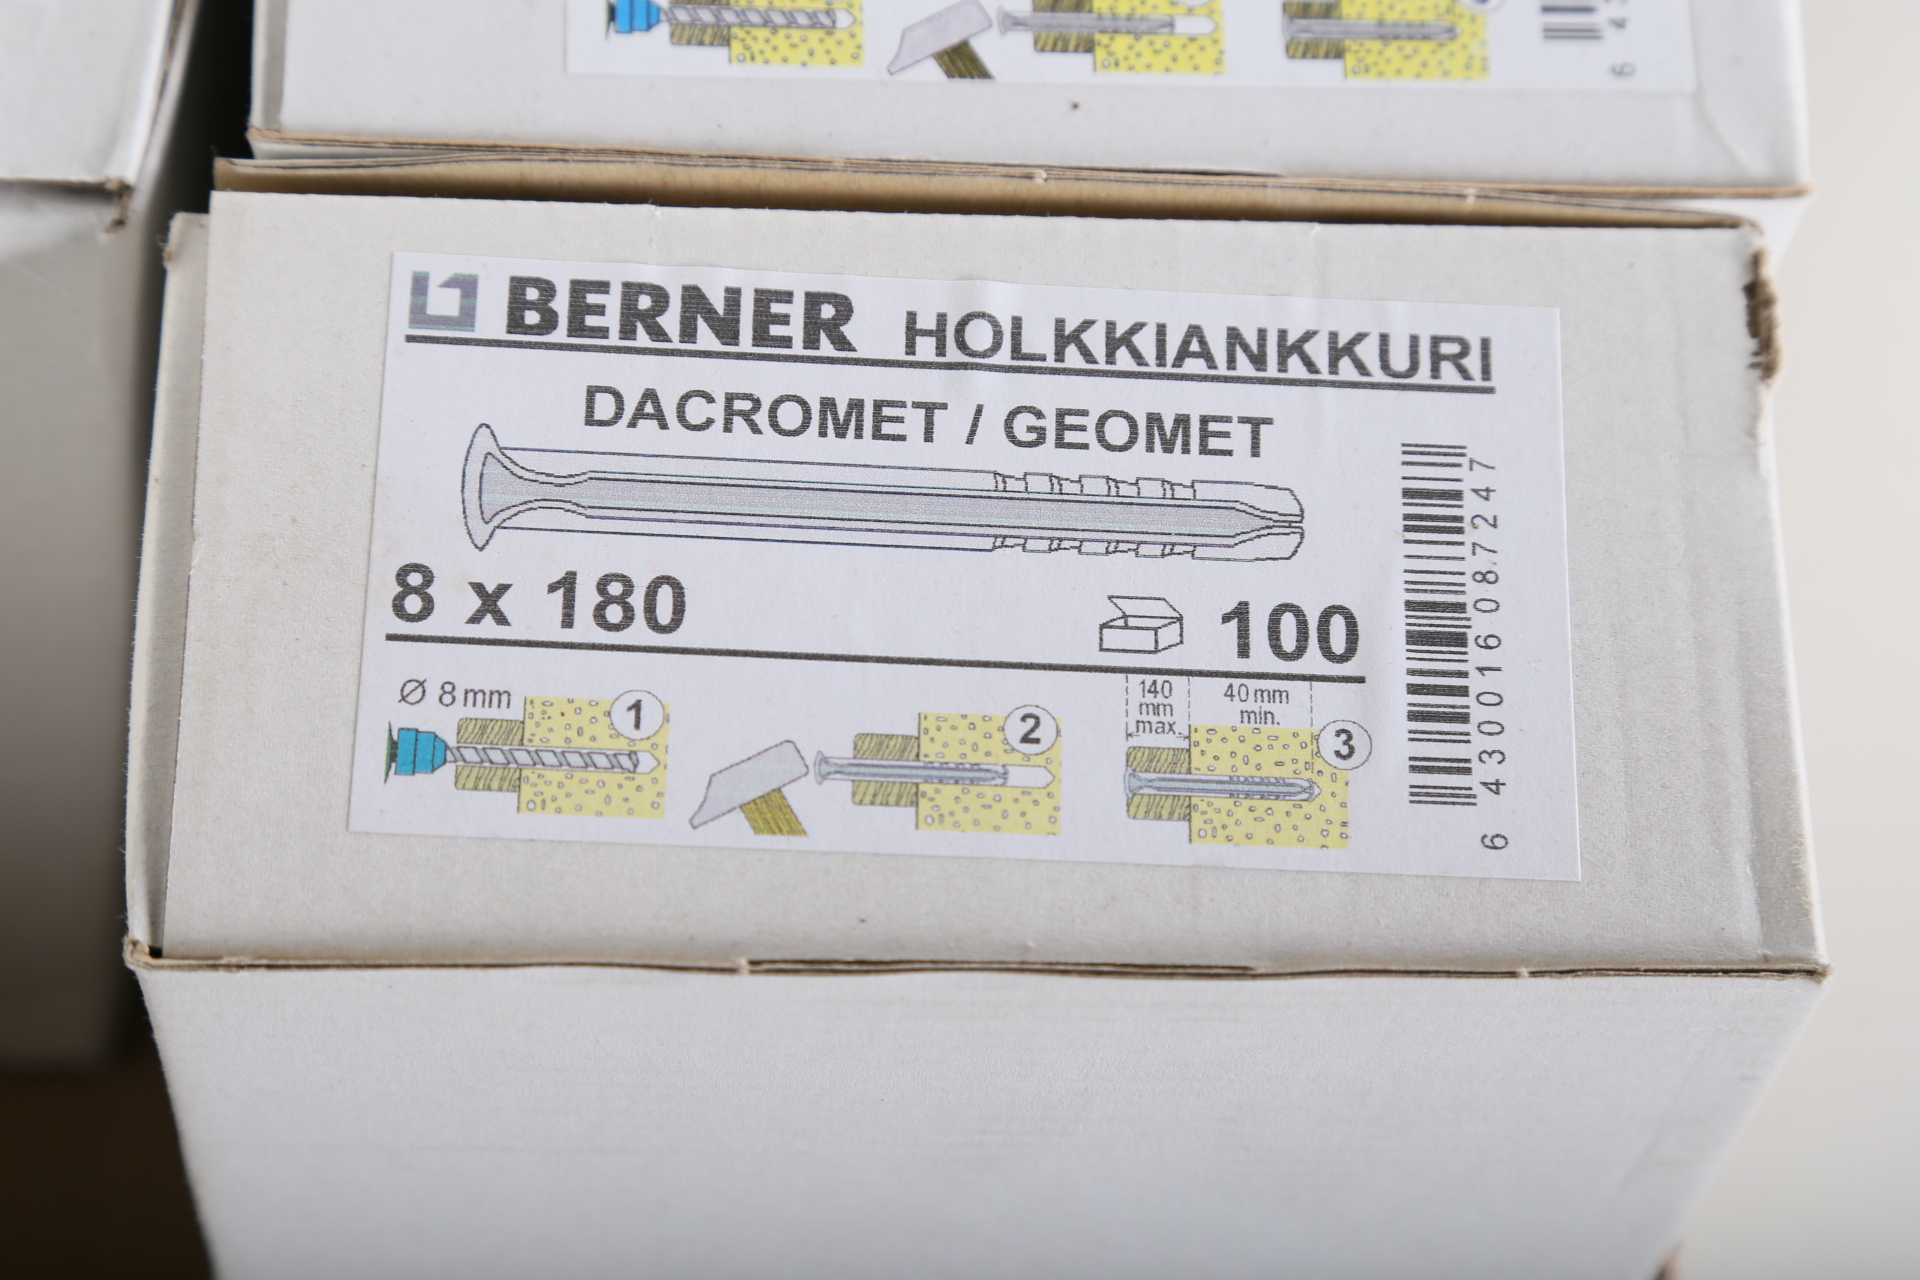 BERNER HOLKKIANKKURI
DACROMET / GEOMET
8 x 180
100
Ø 8 mm
1
2
140
mm
max.
40 mm
min.
3
6 430016 087247